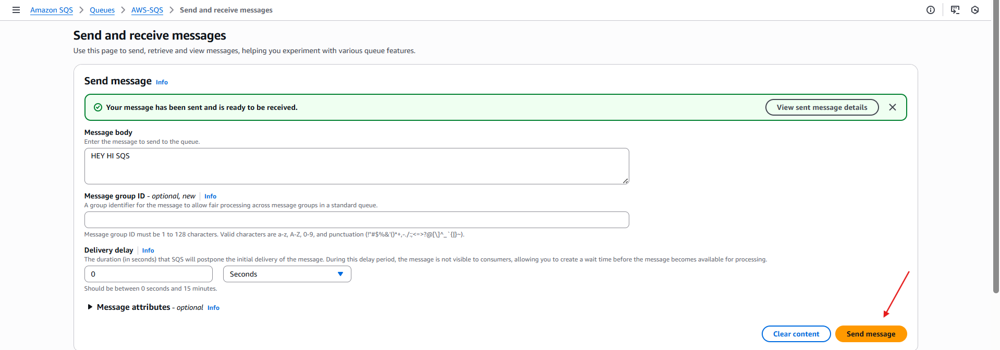 Amazon SQS > Queues > AWS-SQS > Send and receive messages
Send and receive messages
Use this page to send, retrieve and view messages, helping you experiment with various queue features.
Send message Info
Your message has been sent and is ready to be received. View sent message details
Message body
Enter the message to send to the queue.
HEY HI SQS
Message group ID - optional, new Info
A group identifier for the message to allow fair processing across message groups in a standard queue.
Message group ID must be 1 to 128 characters. Valid characters are a-z, A-Z, 0-9, and punctuation (!"#$%&'()*+,-./:;<=>?@[\]^_`{|}~).
Delivery delay Info
The duration (in seconds) that SQS will postpone the initial delivery of the message. During this delay period, the message is not visible to consumers, allowing you to create a wait time before the message becomes available for processing.
0 Seconds
Should be between 0 seconds and 15 minutes.
Message attributes - optional Info
Clear content Send message